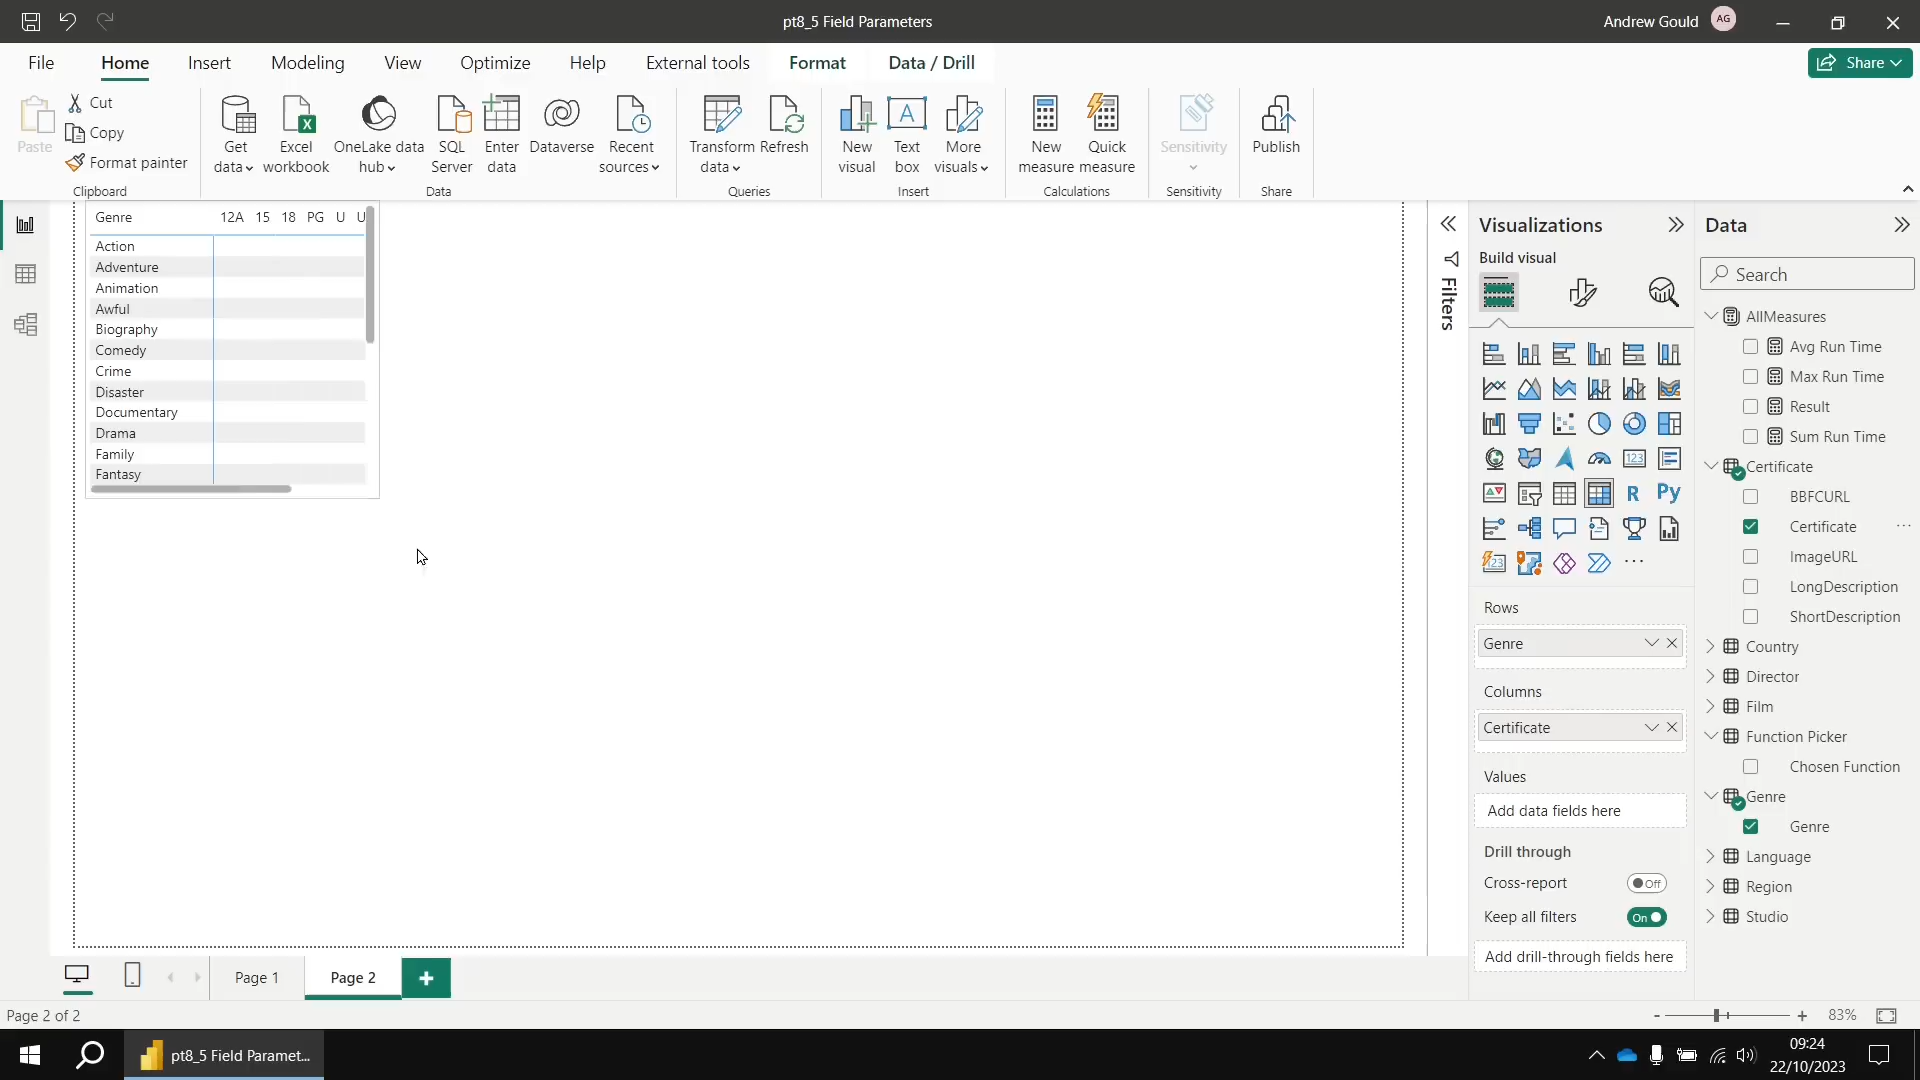 pt8_5 Field Parameters
Andrew Gould
AG
File
Home
Insert
Modeling
View
Optimize
Help
External tools
Format
Data / Drill
Share
Paste
Cut
Copy
Format painter
Clipboard
Get data
Excel workbook
OneLake data hub
SQL Server
Enter data
Dataverse
Recent sources
Data
Transform data
Refresh
Queries
New visual
Text box
More visuals
Insert
New measure
Quick measure
Calculations
Sensitivity
Sensitivity
Publish
Share
Genre 12A 15 18 PG U U
Action
Adventure
Animation
Awful
Biography
Comedy
Crime
Disaster
Documentary
Drama
Family
Fantasy
Filters
Visualizations
Build visual
123
R
Py
123
Rows
Genre
Columns
Certificate
Values
Add data fields here
Drill through
Cross-report
Off
Keep all filters
On
Add drill-through fields here
Data
Search
AllMeasures
Avg Run Time
Max Run Time
Result
Sum Run Time
Certificate
BBFCURL
Certificate
ImageURL
LongDescription
ShortDescription
Country
Director
Film
Function Picker
Chosen Function
Genre
Genre
Language
Region
Studio
Page 1
Page 2
Page 2 of 2
83%
pt8_5 Field Paramet...
09:24
22/10/2023